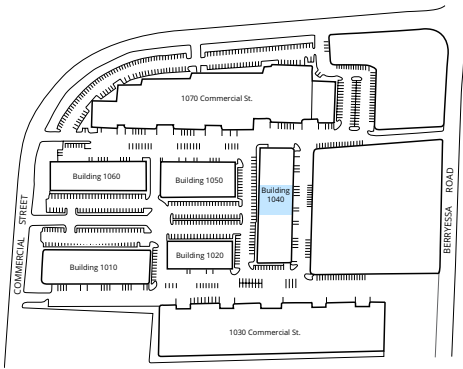 1070 Commercial St.
Building 1060
Building 1050
Building
1040
COMMERCIAL STREET
BERRYESSA ROAD
Building 1010
Building 1020
1030 Commercial St.